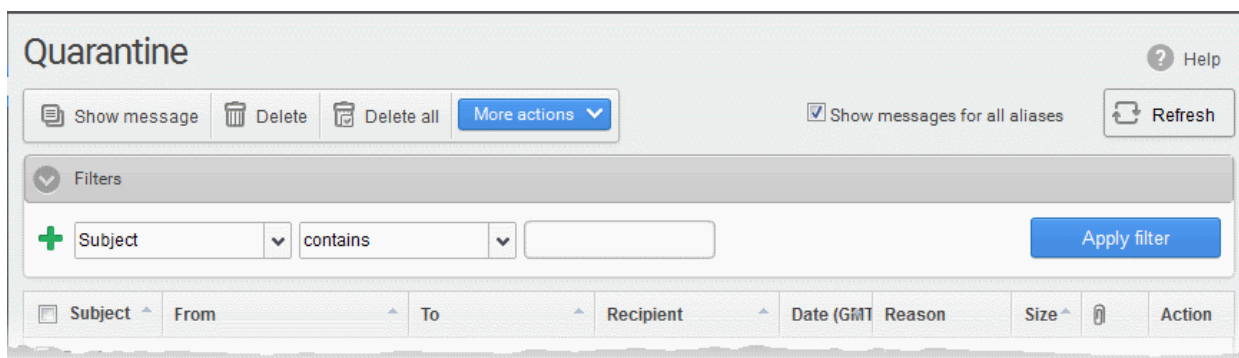 Quarantine
Help
Show message Delete Delete all More actions Show messages for all aliases Refresh
Filters
Subject contains Apply filter
Subject From To Recipient Date (GMT Reason Size Action